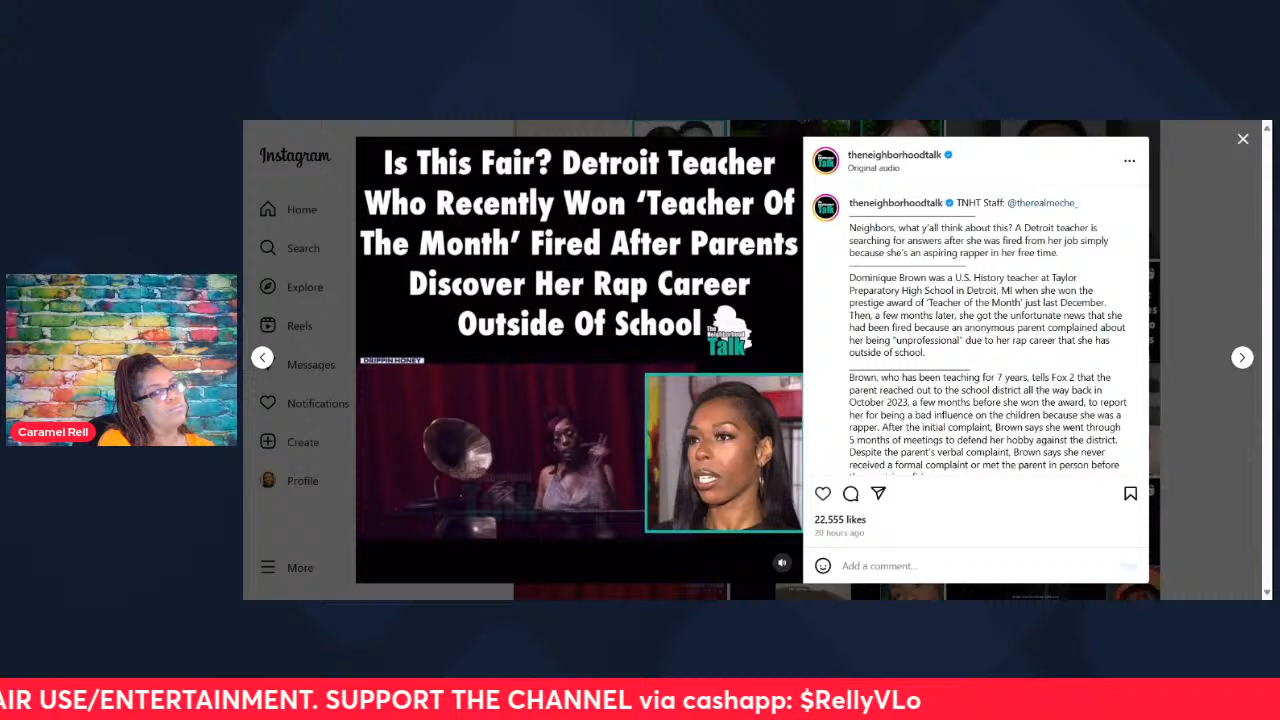 Instagram
Home
Search
Explore
Reels
Messages
Notifications
Create
Profile
More
Is This Fair? Detroit Teacher
Who Recently Won ‘Teacher Of
The Month’ Fired After Parents
Discover Her Rap Career
Outside Of School
The
Neighborhood
Talk
DRIPPIN HONEY
theneighborhoodtalk
Original audio
theneighborhoodtalk TNHT Staff: @therealmeche_
Neighbors, what y'all think about this? A Detroit teacher is
searching for answers after she was fired from her job simply
because she's an aspiring rapper in her free time.
Dominique Brown was a U.S. History teacher at Taylor
Preparatory High School in Detroit, MI when she won the
prestige award of 'Teacher of the Month' just last December.
Then, a few months later, she got the unfortunate news that she
had been fired because an anonymous parent complained about
her being "unprofessional" due to her rap career that she has
outside of school.
Brown, who has been teaching for 7 years, tells Fox 2 that the
parent reached out to the school district all the way back in
October 2023, a few months before she won the award, to report
her for being a bad influence on the children because she was a
rapper. After the initial complaint, Brown says she went through
5 months of meetings to defend her hobby against the district.
Despite the parent's verbal complaint, Brown says she never
received a formal complaint or met the parent in person before
22,555 likes
20 hours ago
Add a comment...
Caramel Rell
AIR USE/ENTERTAINMENT. SUPPORT THE CHANNEL via cashapp: $RellyVLo